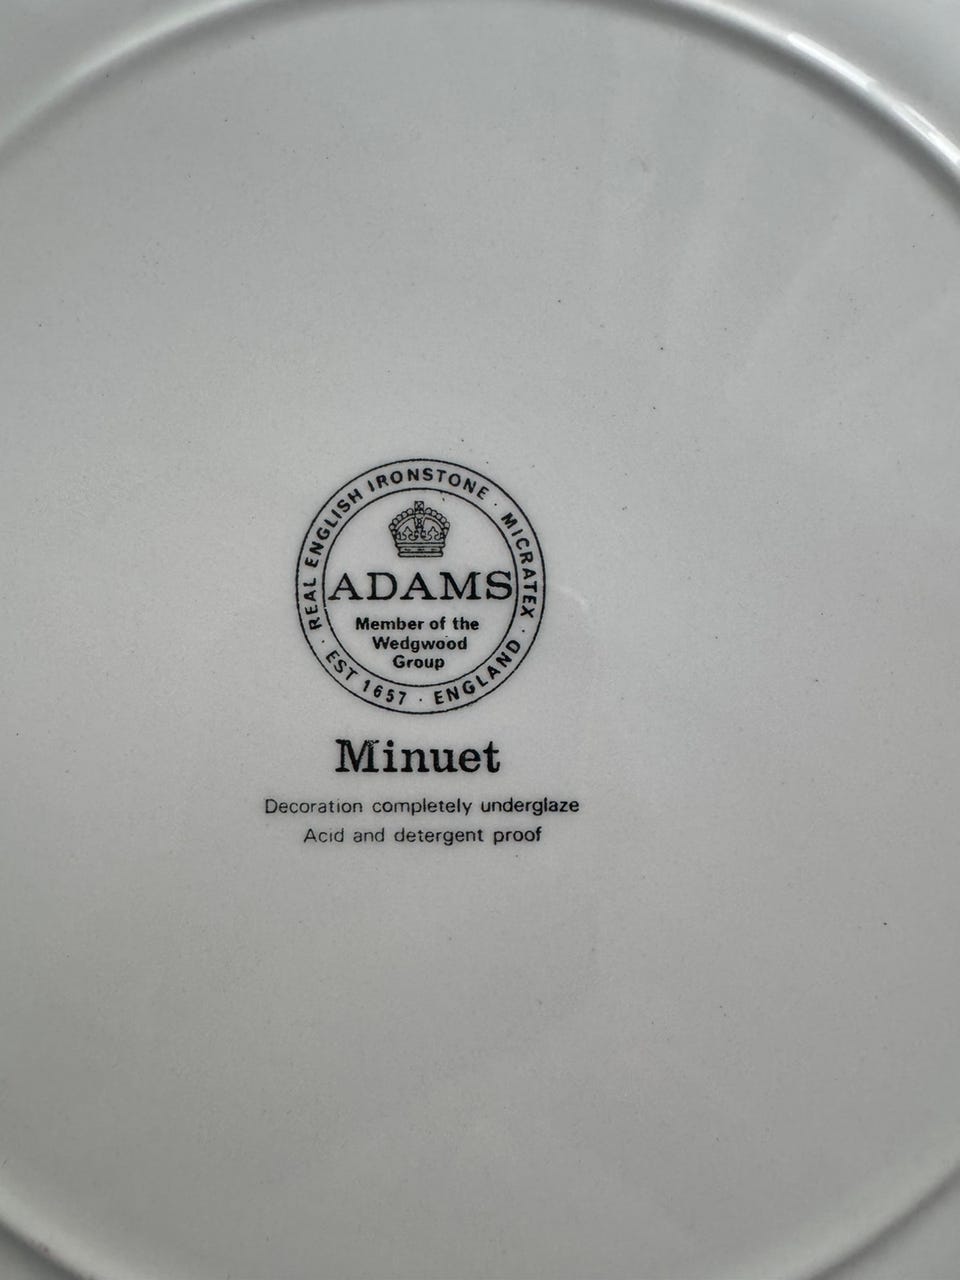 REAL ENGLISH IRONSTONE · MICRATEX ·
EST 1657 · ENGLAND ·
ADAMS
Member of the
Wedgwood
Group
Minuet
Decoration completely underglaze
Acid and detergent proof